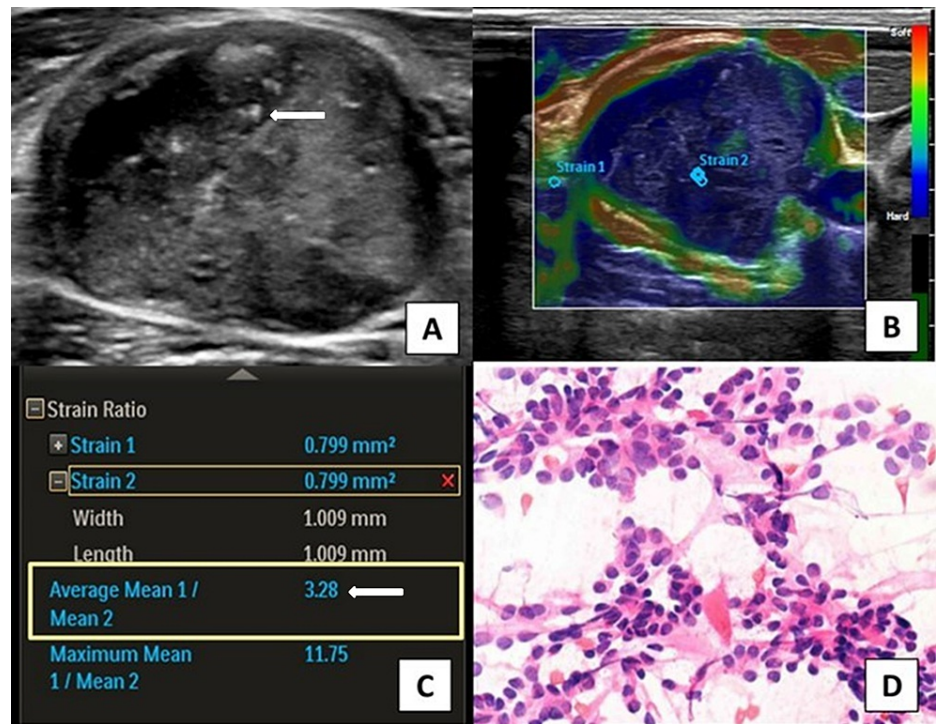 A
Soft
Strain 1
Strain 2
Hard
B
Strain Ratio
Strain 1 0.799 mm²
Strain 2 0.799 mm²
Width 1.009 mm
Length 1.009 mm
Average Mean 1 / 3.28
Mean 2
Maximum Mean 11.75
1 / Mean 2
C
D